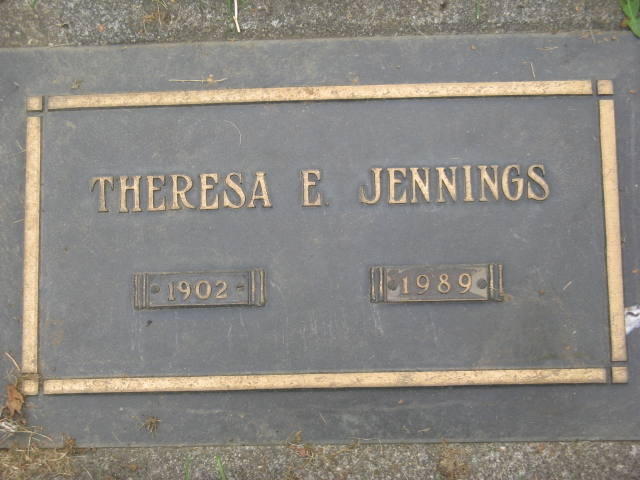 THERESA E. JENNINGS
1902 1989